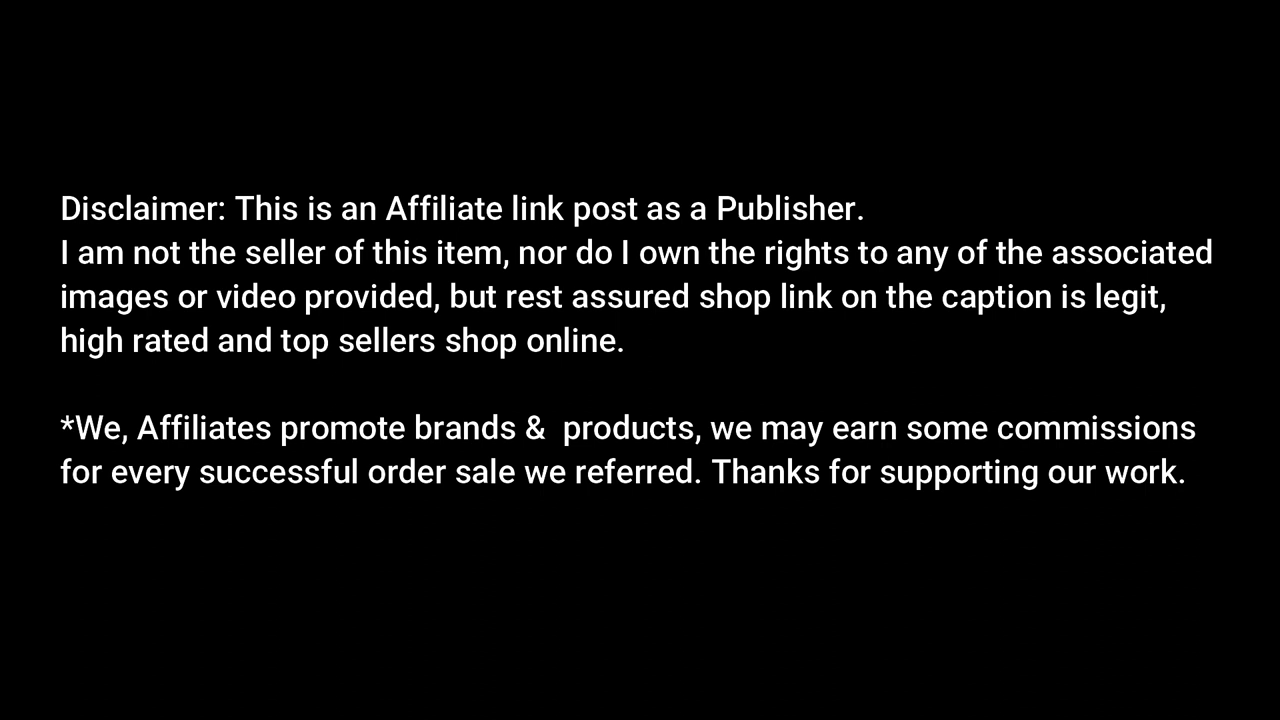 Disclaimer: This is an Affiliate link post as a Publisher.
I am not the seller of this item, nor do I own the rights to any of the associated
images or video provided, but rest assured shop link on the caption is legit,
high rated and top sellers shop online.
*We, Affiliates promote brands &  products, we may earn some commissions
for every successful order sale we referred. Thanks for supporting our work.